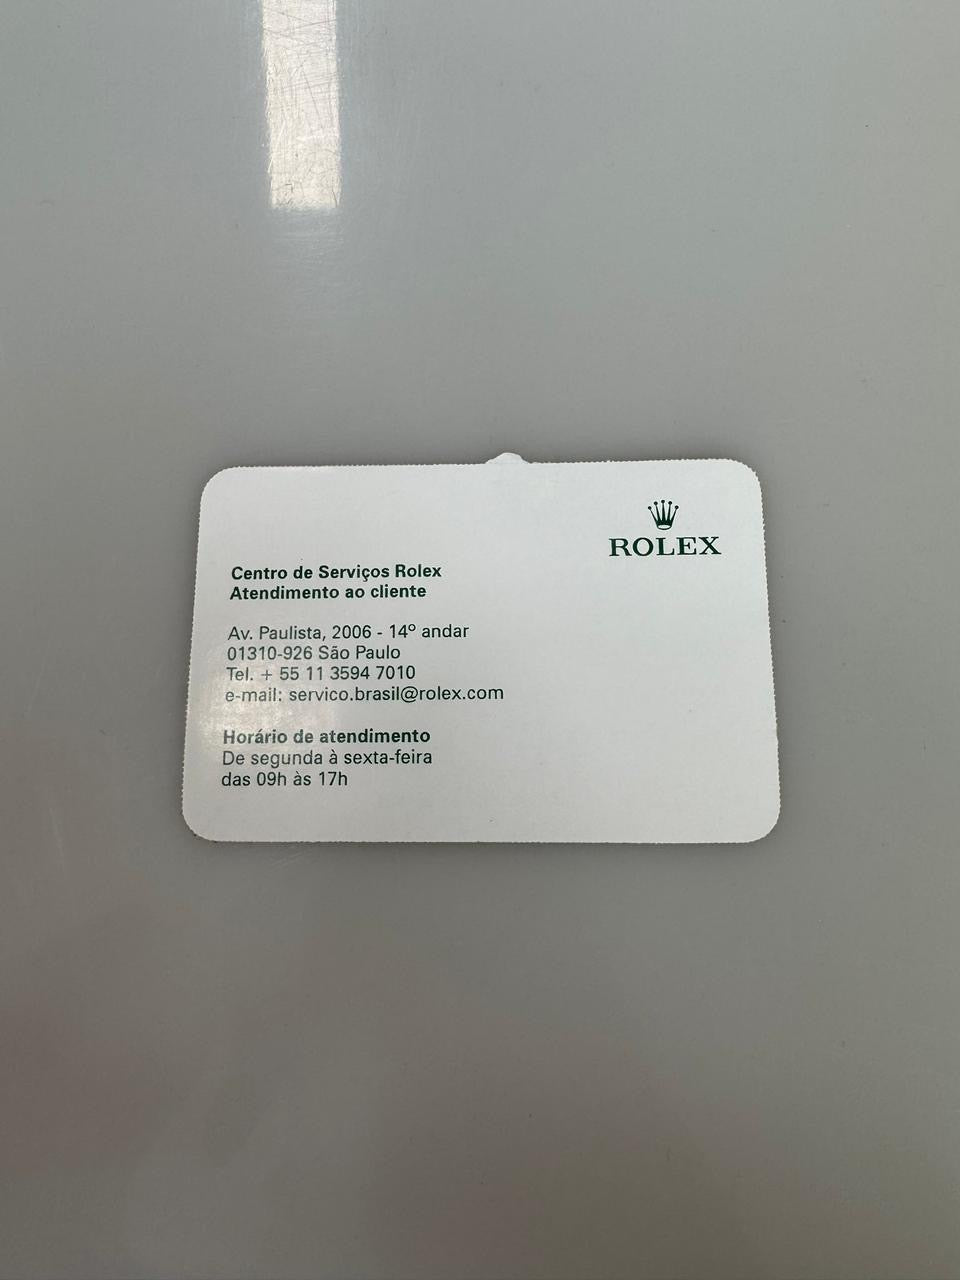 ROLEX
Centro de Serviços Rolex
Atendimento ao cliente
Av. Paulista, 2006 - 14º andar
01310-926 São Paulo
Tel. + 55 11 3594 7010
e-mail: servico.brasil@rolex.com
Horário de atendimento
De segunda à sexta-feira
das 09h às 17h